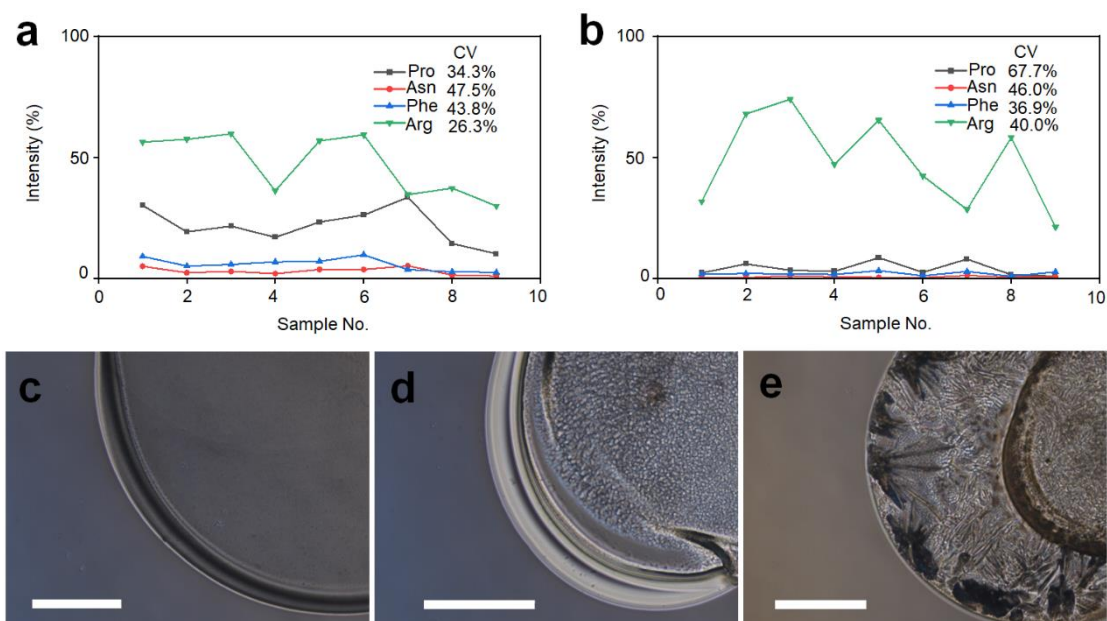 a
100
CV
Pro 34.3%
Asn 47.5%
Phe 43.8%
Arg 26.3%
50
0
Intensity (%)
0 2 4 6 8 10
Sample No.
b
100
CV
Pro 67.7%
Asn 46.0%
Phe 36.9%
Arg 40.0%
50
0
Intensity (%)
0 2 4 6 8 10
Sample No.
c
d
e